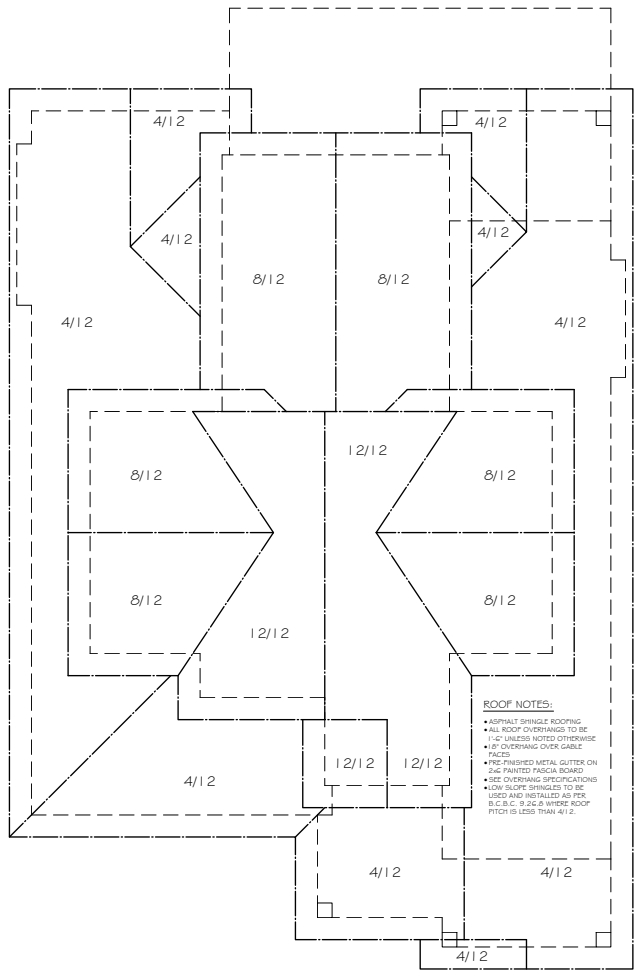 4/12
4/12
4/12
4/12
8/12
8/12
4/12
4/12
12/12
8/12
8/12
8/12
8/12
12/12
ROOF NOTES:
• ASPHALT SHINGLE ROOFING
• ALL ROOF OVERHANGS TO BE
1'-6" UNLESS NOTED OTHERWISE
• 18" OVERHANG OVER GABLE
FACES
• PRE-FINISHED METAL GUTTER ON
2x6 PAINTED FASCIA BOARD
• SEE OVERHANG SPECIFICATIONS
• LOW SLOPE SHINGLES TO BE
USED AND INSTALLED AS PER
B.C.B.C. 9.26.8 WHERE ROOF
PITCH IS LESS THAN 4/12.
12/12
12/12
4/12
4/12
4/12
4/12